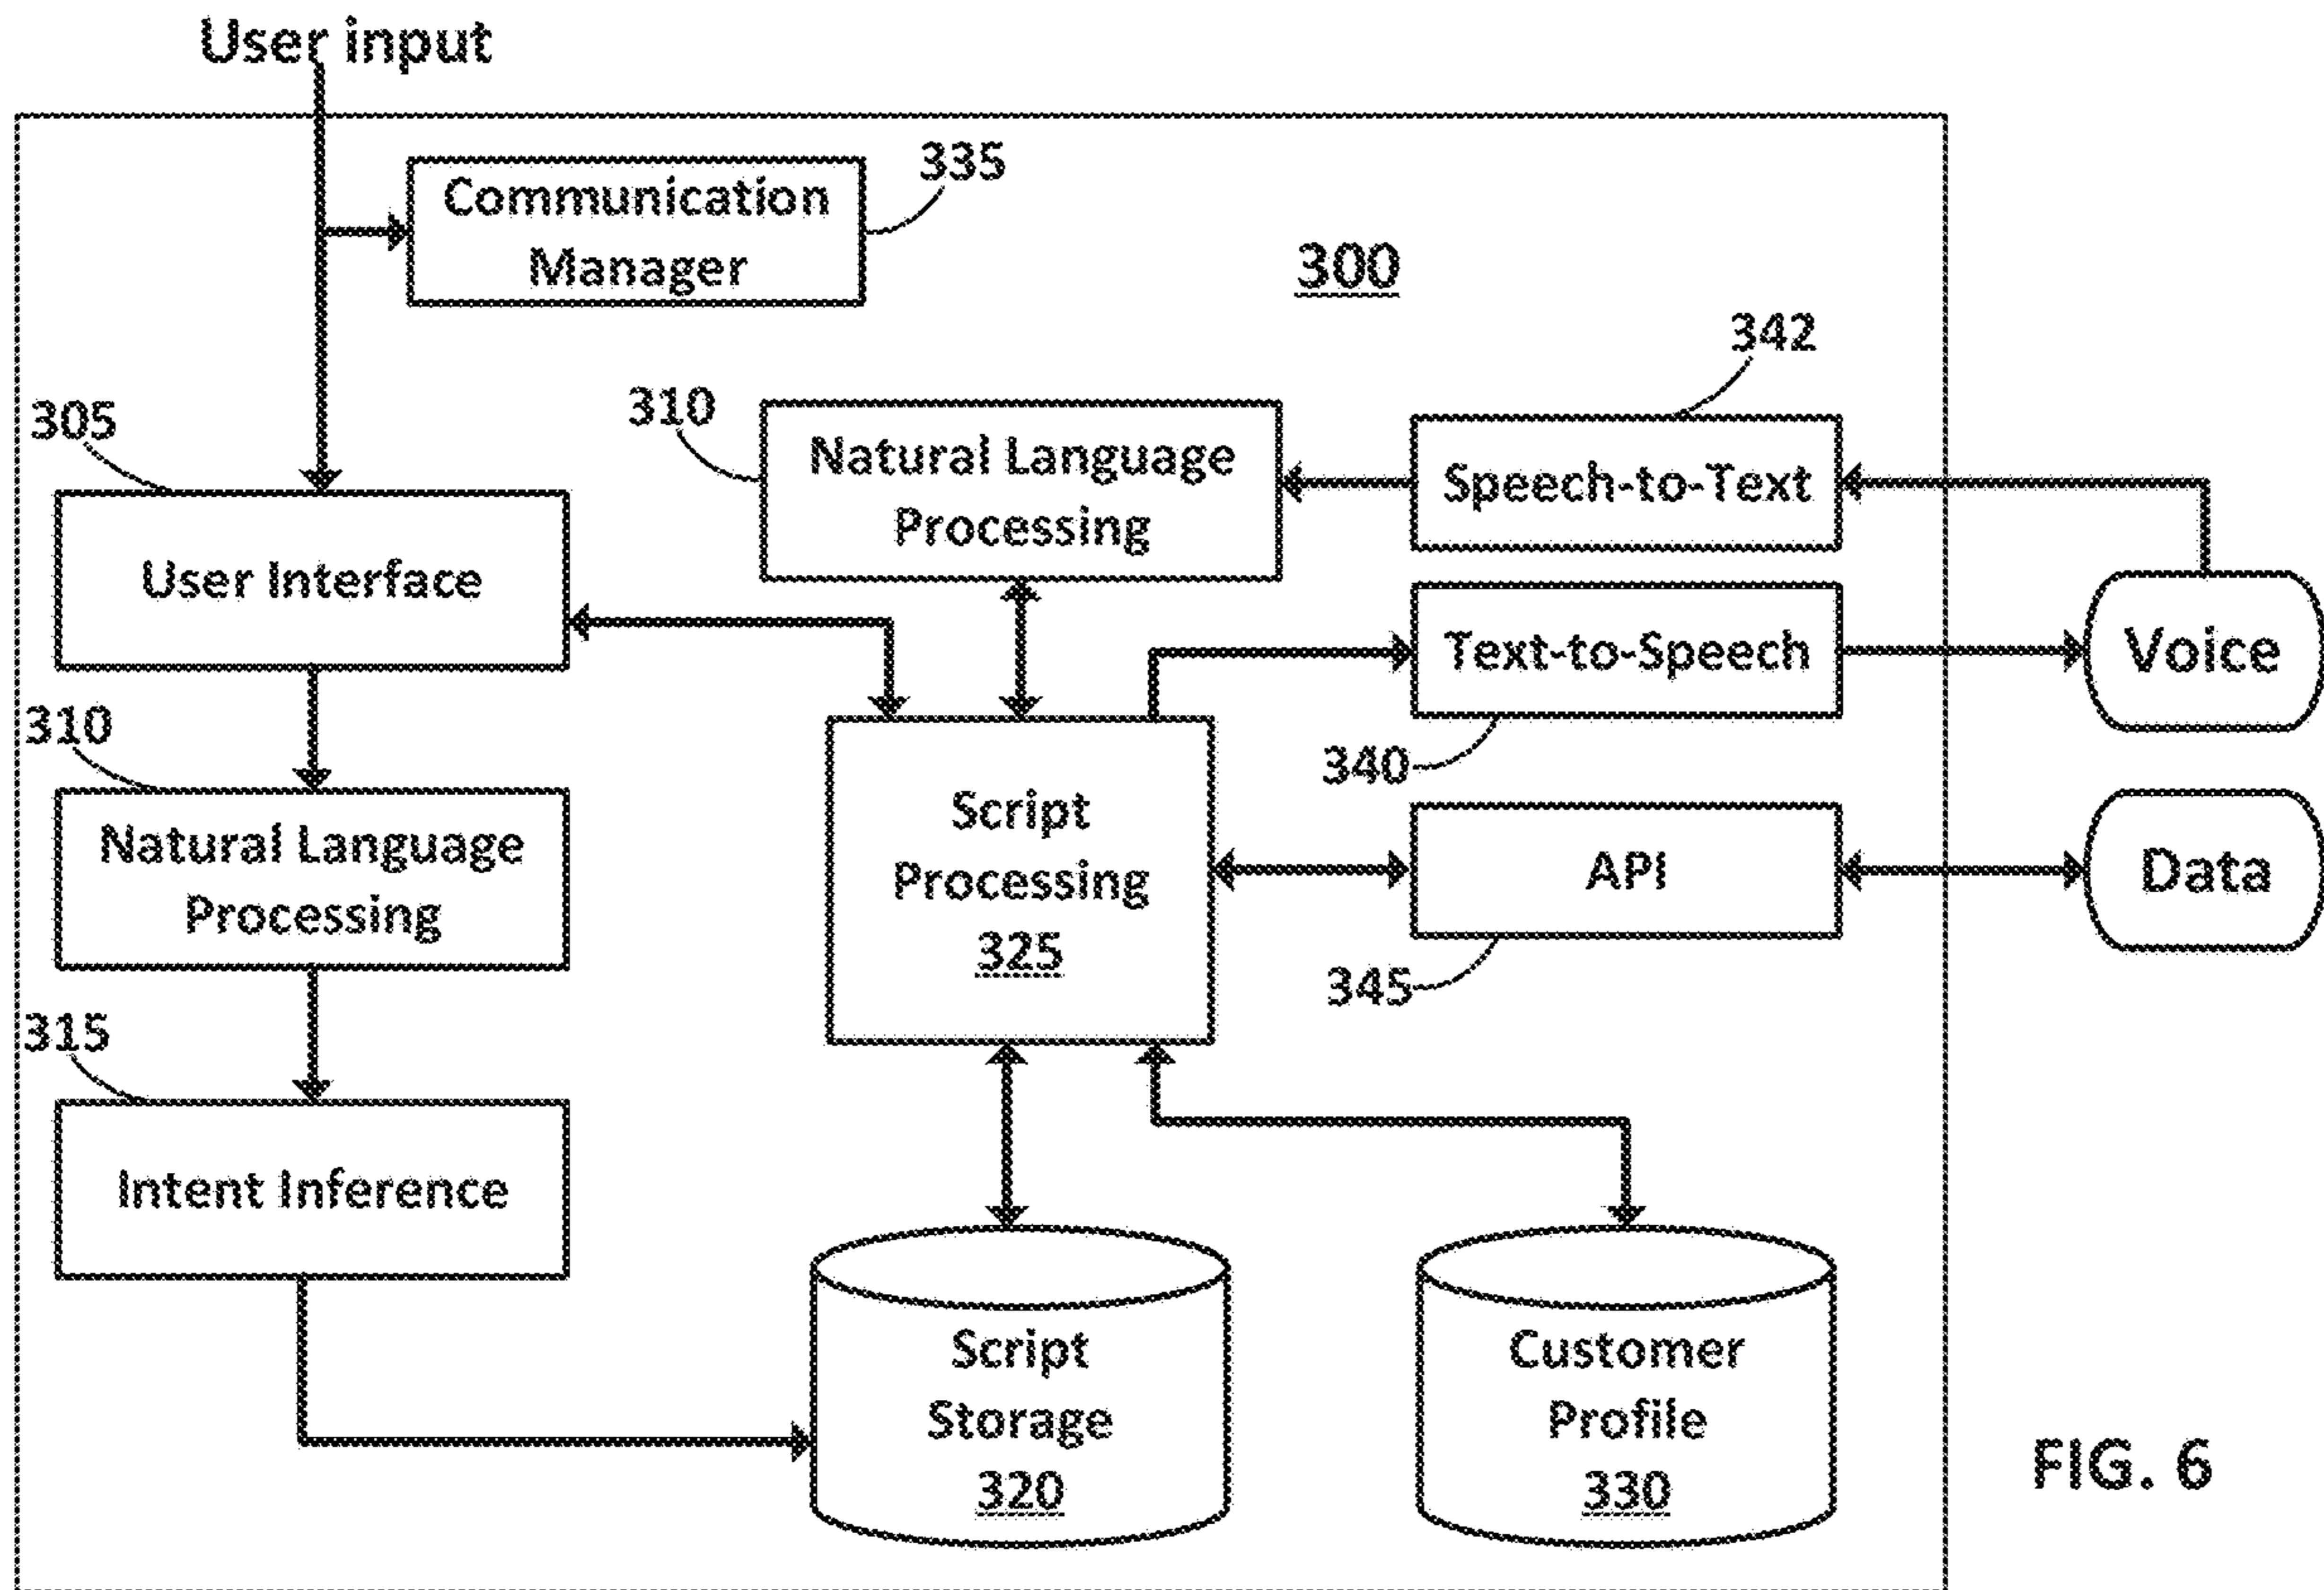 User input
Communication
Manager
335
300
342
305
310
Natural Language
Processing
Speech-to-Text
User Interface
Text-to-Speech
Voice
310
340
Natural Language
Processing
Script
Processing
325
API
Data
345
315
Intent Inference
Script
Storage
320
Customer
Profile
330
FIG. 6